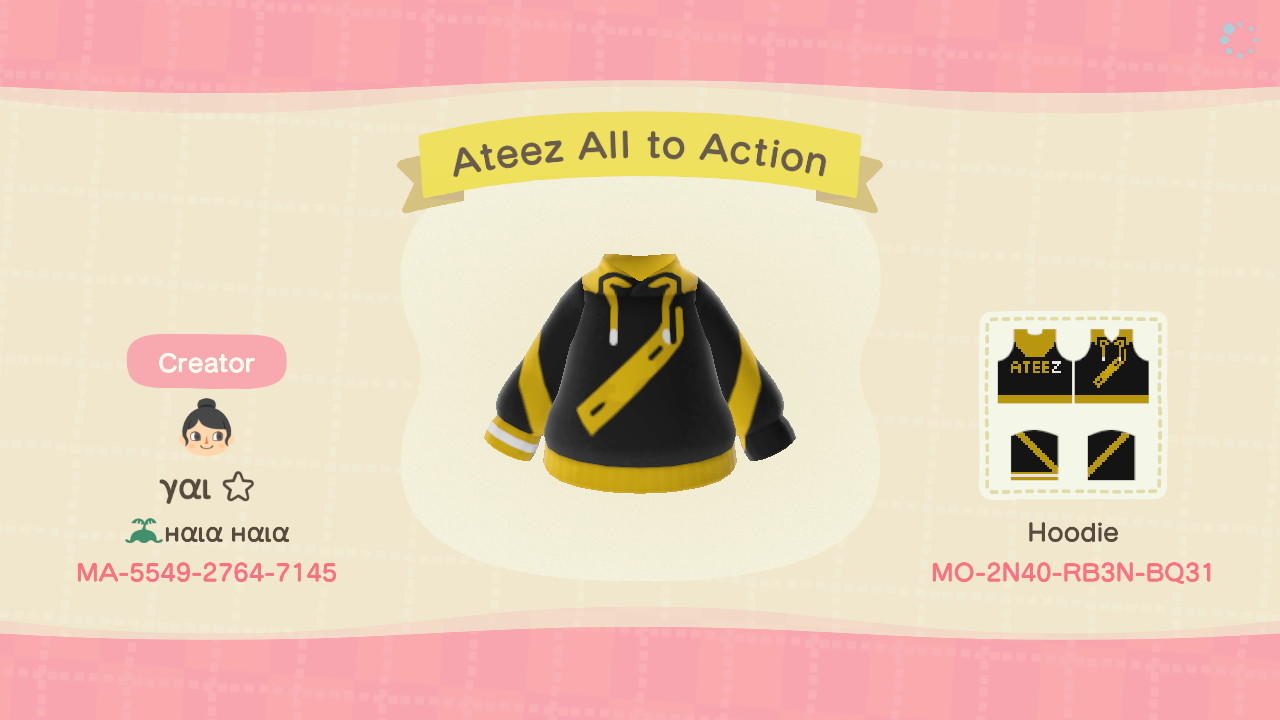 Ateez All to Action
Creator
γαι ☆
нαια нαια
MA-5549-2764-7145
ATEEZ
Hoodie
MO-2N40-RB3N-BQ31